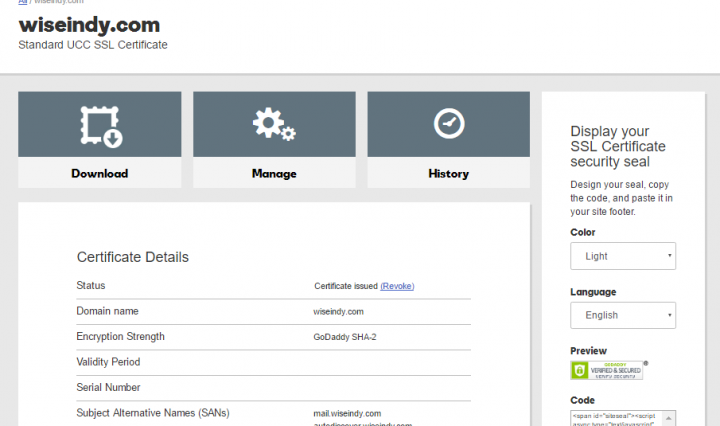 All / wiseindy.com
wiseindy.com
Standard UCC SSL Certificate
Download
Manage
History
Certificate Details
Status Certificate issued (Revoke)
Domain name wiseindy.com
Encryption Strength GoDaddy SHA-2
Validity Period
Serial Number
Subject Alternative Names (SANs) mail.wiseindy.com
autodiscover.wiseindy.com
Display your
SSL Certificate
security seal
Design your seal, copy
the code, and paste it in
your site footer.
Color
Light
Language
English
Preview
VERIFIED & SECURED
VERIFY SECURITY
®
Code
<span id="siteseal"><script
async type="text/javascript"